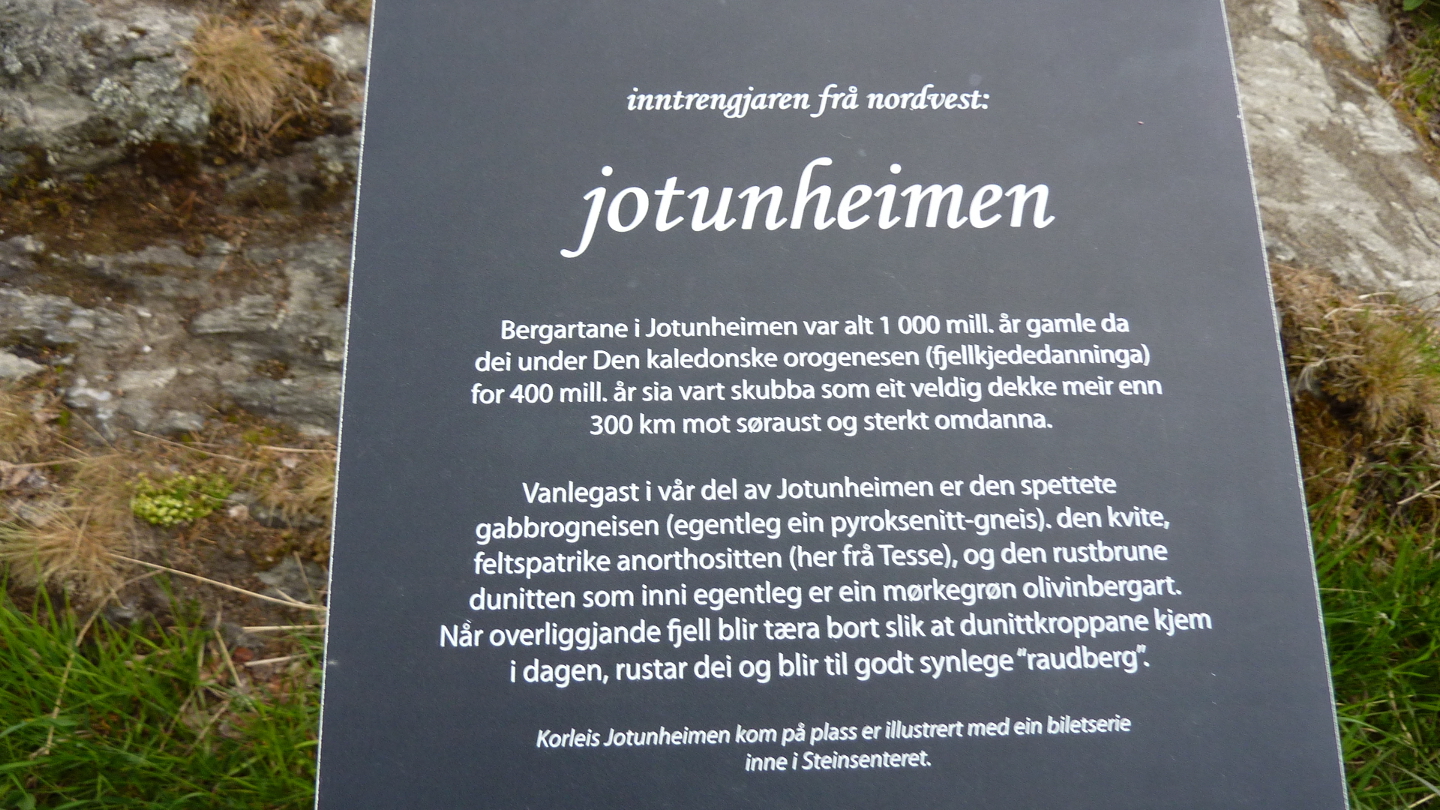 inntrengjaren frå nordvest:
jotunheimen
Bergartane i Jotunheimen var alt 1 000 mill. år gamle da
dei under Den kaledonske orogenesen (fjellkjededanninga)
for 400 mill. år sia vart skubba som eit veldig dekke meir enn
300 km mot søraust og sterkt omdanna.
Vanlegast i vår del av Jotunheimen er den spettete
gabbrogneisen (egentleg ein pyroksenitt-gneis). den kvite,
feltspatrike anorthositten (her frå Tesse), og den rustbrune
dunitten som inni egentleg er ein mørkegrøn olivinbergart.
Når overliggjande fjell blir tæra bort slik at dunittkroppane kjem
i dagen, rustar dei og blir til godt synlege “raudberg”.
Korleis Jotunheimen kom på plass er illustrert med ein biletserie
inne i Steinsenteret.